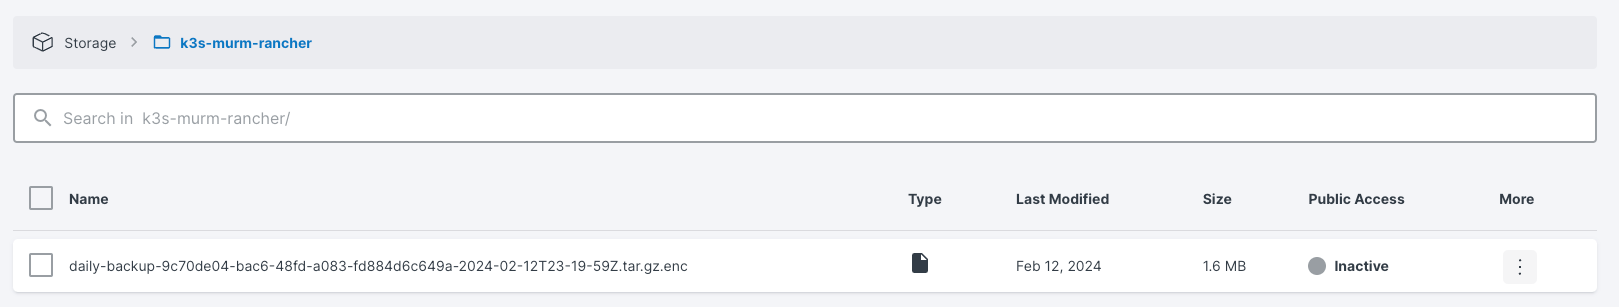 Storage > k3s-murm-rancher
Search in k3s-murm-rancher/
Name Type Last Modified Size Public Access More
daily-backup-9c70de04-bac6-48fd-a083-fd884d6c649a-2024-02-12T23-19-59Z.tar.gz.enc Feb 12, 2024 1.6 MB Inactive